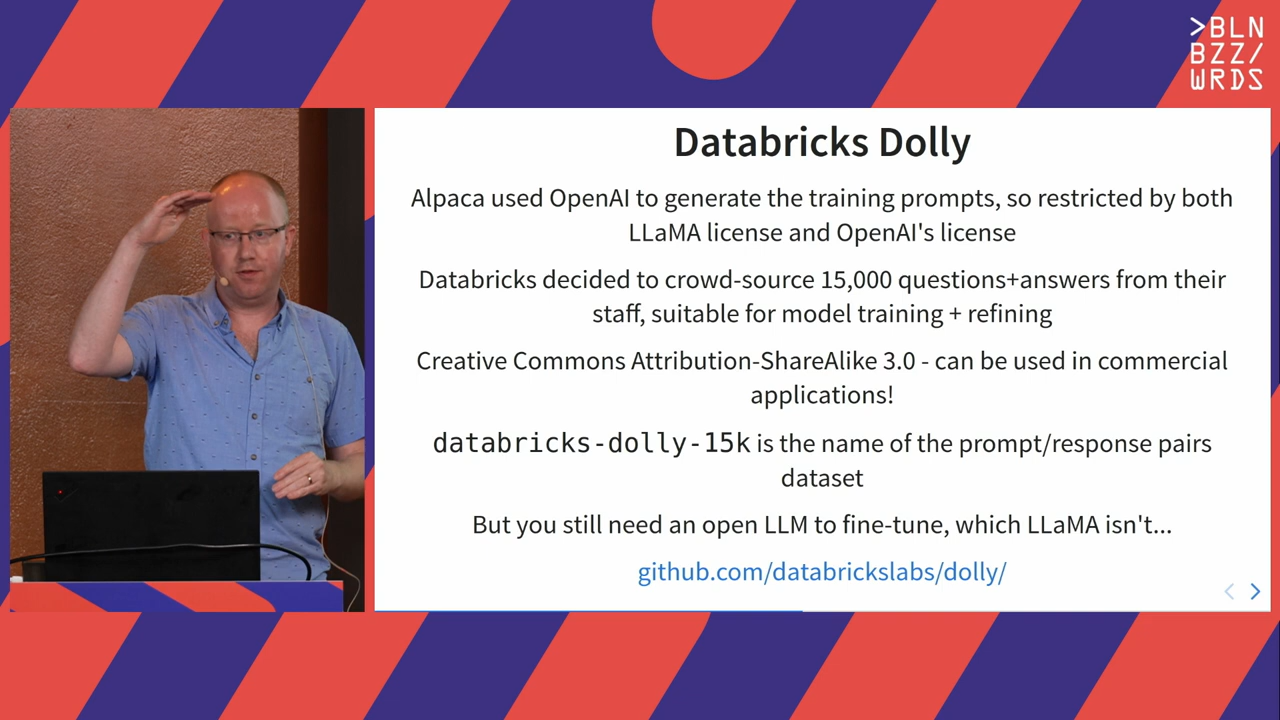 >BLN
BZZ/
WRDS
Databricks Dolly
Alpaca used OpenAI to generate the training prompts, so restricted by both
LLaMA license and OpenAI's license
Databricks decided to crowd-source 15,000 questions+answers from their
staff, suitable for model training + refining
Creative Commons Attribution-ShareAlike 3.0 - can be used in commercial
applications!
databricks-dolly-15k is the name of the prompt/response pairs
dataset
But you still need an open LLM to fine-tune, which LLaMA isn't...
github.com/databrickslabs/dolly/